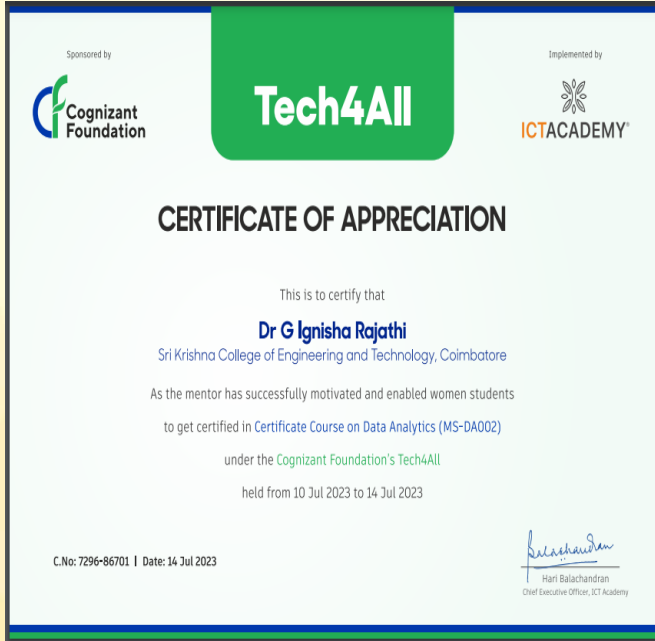 Sponsored by
Cognizant
Foundation
Tech4All
Implemented by
ICTACADEMY®
CERTIFICATE OF APPRECIATION
This is to certify that
Dr G Ignisha Rajathi
Sri Krishna College of Engineering and Technology, Coimbatore
As the mentor has successfully motivated and enabled women students
to get certified in Certificate Course on Data Analytics (MS-DA002)
under the Cognizant Foundation's Tech4All
held from 10 Jul 2023 to 14 Jul 2023
C.No: 7296-86701 | Date: 14 Jul 2023
Balachandran
Hari Balachandran
Chief Executive Officer, ICT Academy